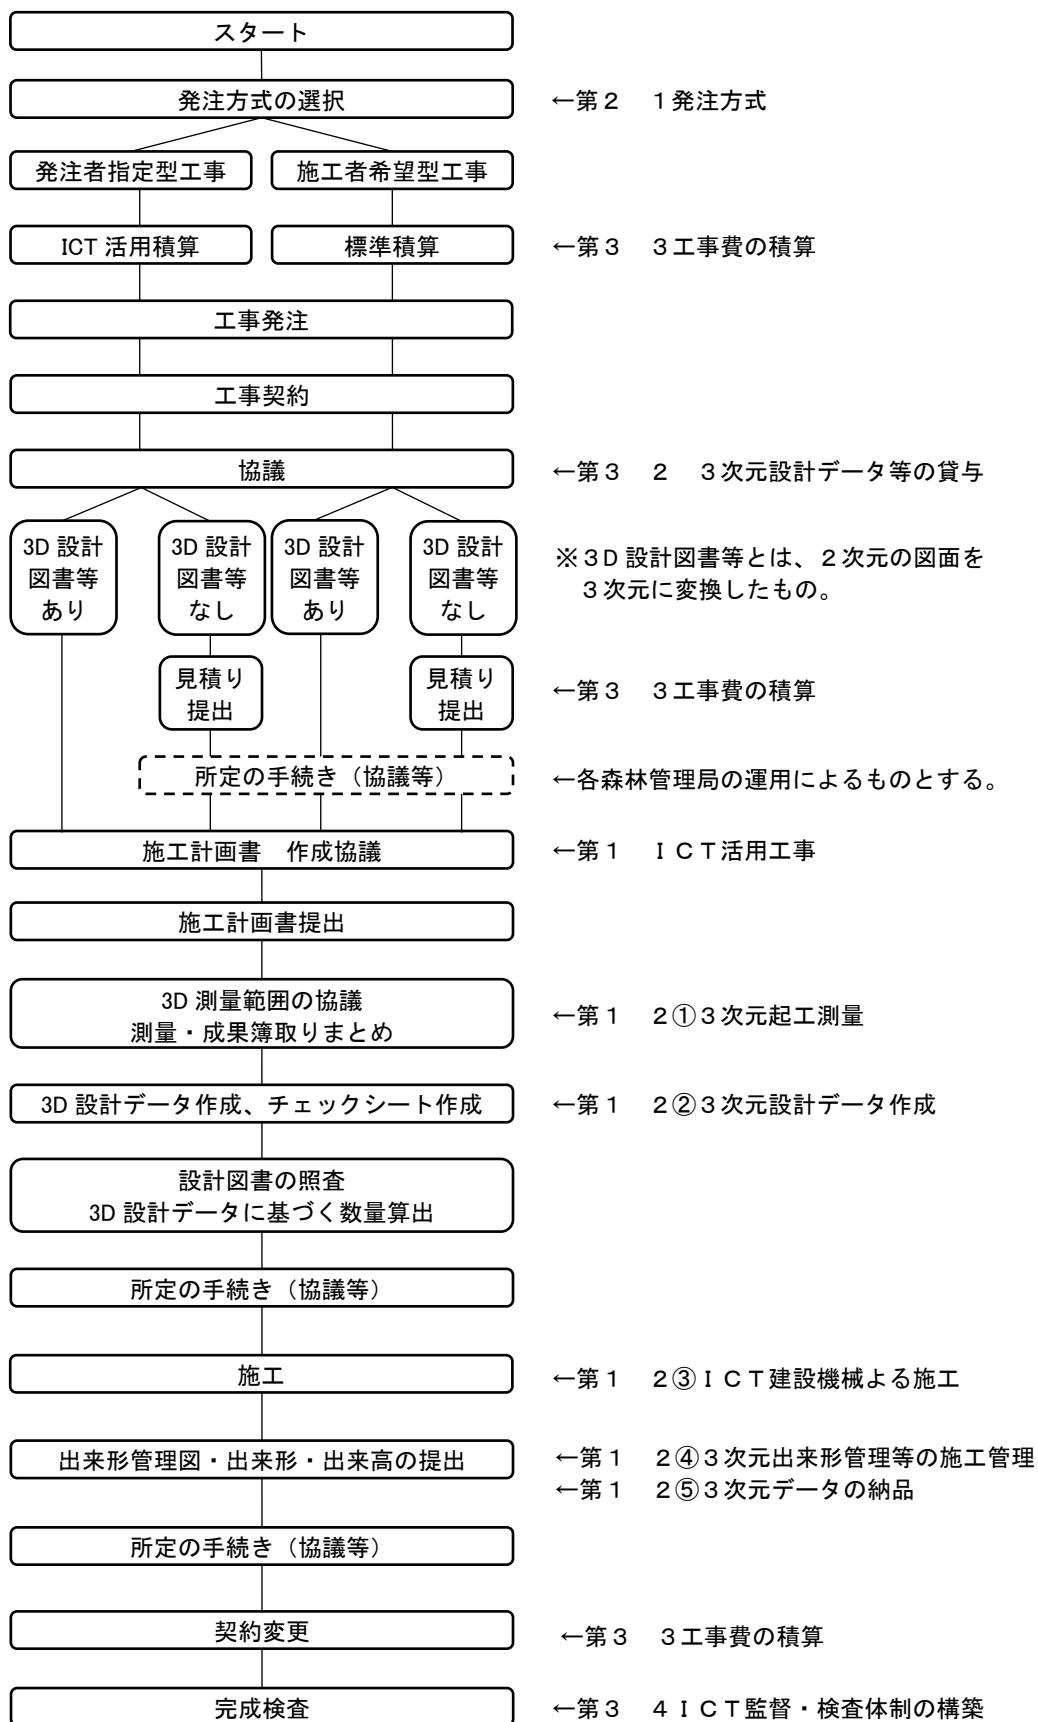 スタート
発注方式の選択
←第２　１発注方式
発注者指定型工事
施工者希望型工事
ICT 活用積算
標準積算
←第３　３工事費の積算
工事発注
工事契約
協議
←第３　２　３次元設計データ等の貸与
3D 設計
図書等
あり
3D 設計
図書等
なし
3D 設計
図書等
あり
3D 設計
図書等
なし
※３D 設計図書等とは、２次元の図面を
３次元に変換したもの。
見積り
提出
見積り
提出
←第３　３工事費の積算
所定の手続き（協議等）
←各森林管理局の運用によるものとする。
施工計画書　作成協議
←第１　ＩＣＴ活用工事
施工計画書提出
3D 測量範囲の協議
測量・成果簿取りまとめ
←第１　２①３次元起工測量
3D 設計データ作成、チェックシート作成
←第１　２②３次元設計データ作成
設計図書の照査
3D 設計データに基づく数量算出
所定の手続き（協議等）
施工
←第１　２③ＩＣＴ建設機械よる施工
出来形管理図・出来形・出来高の提出
←第１　２④３次元出来形管理等の施工管理
←第１　２⑤３次元データの納品
所定の手続き（協議等）
契約変更
←第３　３工事費の積算
完成検査
←第３　４ＩＣＴ監督・検査体制の構築